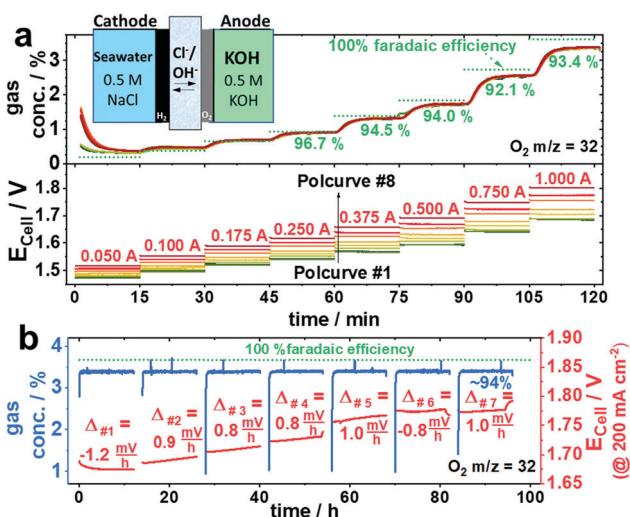 a
Cathode
Anode
Seawater
0.5 M
NaCl
H2
Cl-/
OH-
O2
KOH
0.5 M
KOH
100% faradaic efficiency
93.4 %
92.1 %
94.0 %
94.5 %
96.7 %
O2 m/z = 32
gas
conc. / %
3
2
1
0
Polcurve #8
1.000 A
0.750 A
0.500 A
0.375 A
0.250 A
0.175 A
0.100 A
0.050 A
Polcurve #1
ECell / V
1.8
1.7
1.6
1.5
0 15 30 45 60 75 90 105 120
time / min
b
100 % faradaic efficiency
~94%
gas
conc. / %
4
3
2
1
Δ#1 =
-1.2 mV/h
Δ#2 =
0.9 mV/h
Δ#3 =
0.8 mV/h
Δ#4 =
0.8 mV/h
Δ#5 =
1.0 mV/h
Δ#6 =
-0.8 mV/h
Δ#7 =
1.0 mV/h
O2 m/z = 32
1.90
1.85
1.80
1.75
1.70
1.65
ECell / V
(@ 200 mA cm-2)
0 20 40 60 80 100
time / h